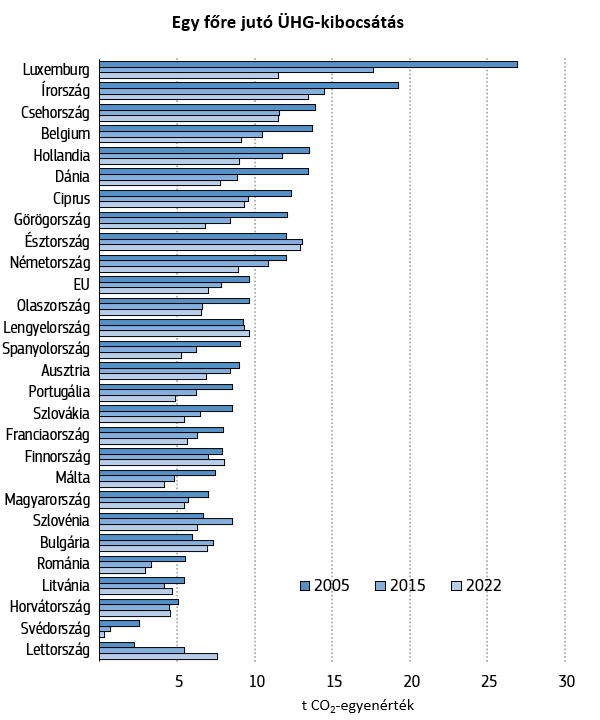 Egy főre jutó ÜHG-kibocsátás
Luxemburg
Írország
Csehország
Belgium
Hollandia
Dánia
Ciprus
Görögország
Észtország
Németország
EU
Olaszország
Lengyelország
Spanyolország
Ausztria
Portugália
Szlovákia
Franciaország
Finnország
Málta
Magyarország
Szlovénia
Bulgária
Románia
Litvánia
Horvátország
Svédország
Lettország
2005 2015 2022
5 10 15 20 25 30
t CO₂-egyenérték